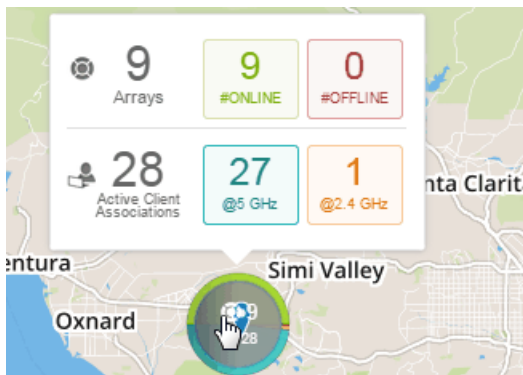 9
Arrays
9
#ONLINE
0
#OFFLINE
28
Active Client
Associations
27
@5 GHz
1
@2.4 GHz
nta Clarit
entura
Simi Valley
Oxnard
9
28